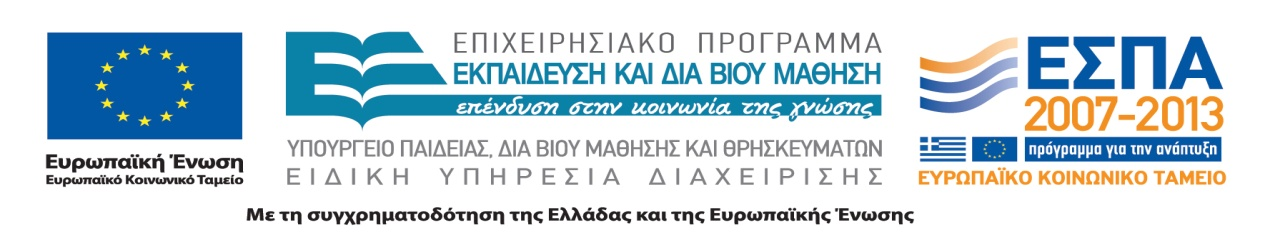 Ευρωπαϊκή Ένωση
Ευρωπαϊκό Κοινωνικό Ταμείο
ΕΠΙΧΕΙΡΗΣΙΑΚΟ ΠΡΟΓΡΑΜΜΑ
ΕΚΠΑΙΔΕΥΣΗ ΚΑΙ ΔΙΑ ΒΙΟΥ ΜΑΘΗΣΗ
επένδυση στην κοινωνία της γνώσης
ΥΠΟΥΡΓΕΙΟ ΠΑΙΔΕΙΑΣ, ΔΙΑ ΒΙΟΥ ΜΑΘΗΣΗΣ ΚΑΙ ΘΡΗΣΚΕΥΜΑΤΩΝ
ΕΙΔΙΚΗ ΥΠΗΡΕΣΙΑ ΔΙΑΧΕΙΡΙΣΗΣ
ΕΣΠΑ
2007-2013
πρόγραμμα για την ανάπτυξη
ΕΥΡΩΠΑΪΚΟ ΚΟΙΝΩΝΙΚΟ ΤΑΜΕΙΟ
Με τη συγχρηματοδότηση της Ελλάδας και της Ευρωπαϊκής Ένωσης